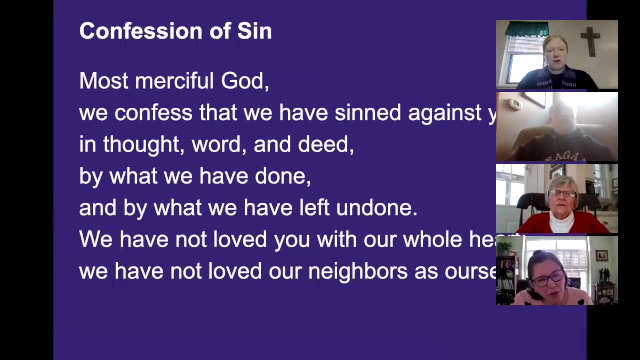 Confession of Sin
Most merciful God,
we confess that we have sinned against
in thought, word, and deed,
by what we have done,
and by what we have left undone.
We have not loved you with our whole
we have not loved our neighbors as